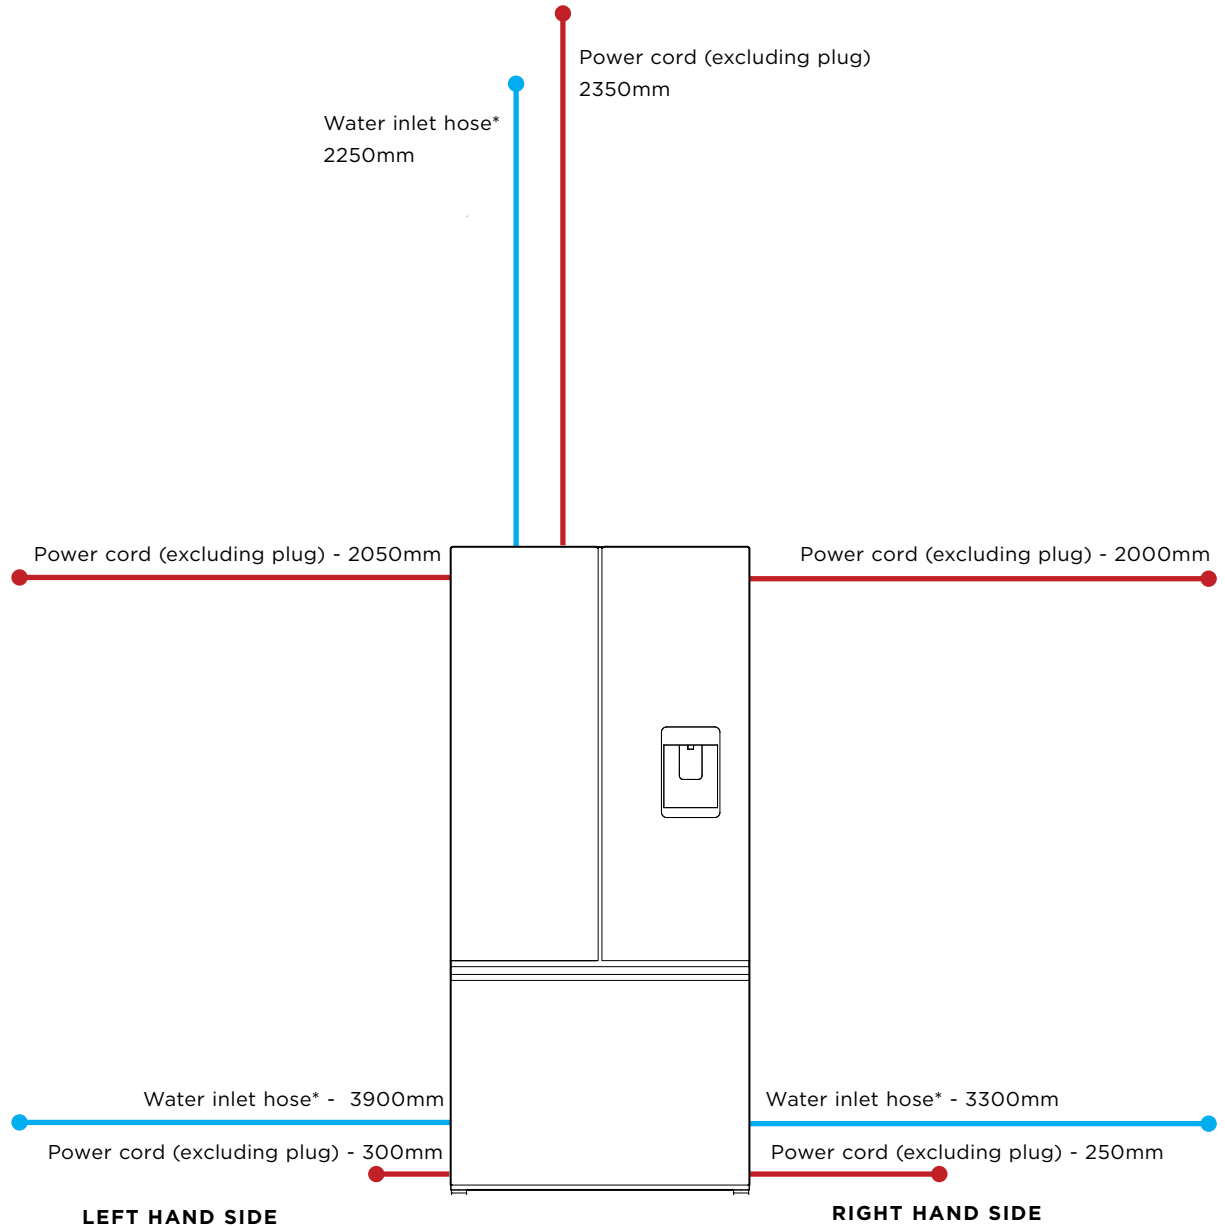 Power cord (excluding plug)
2350mm
Water inlet hose*
2250mm
Power cord (excluding plug) - 2050mm
Power cord (excluding plug) - 2000mm
Water inlet hose* - 3900mm
Water inlet hose* - 3300mm
Power cord (excluding plug) - 300mm
Power cord (excluding plug) - 250mm
LEFT HAND SIDE
RIGHT HAND SIDE